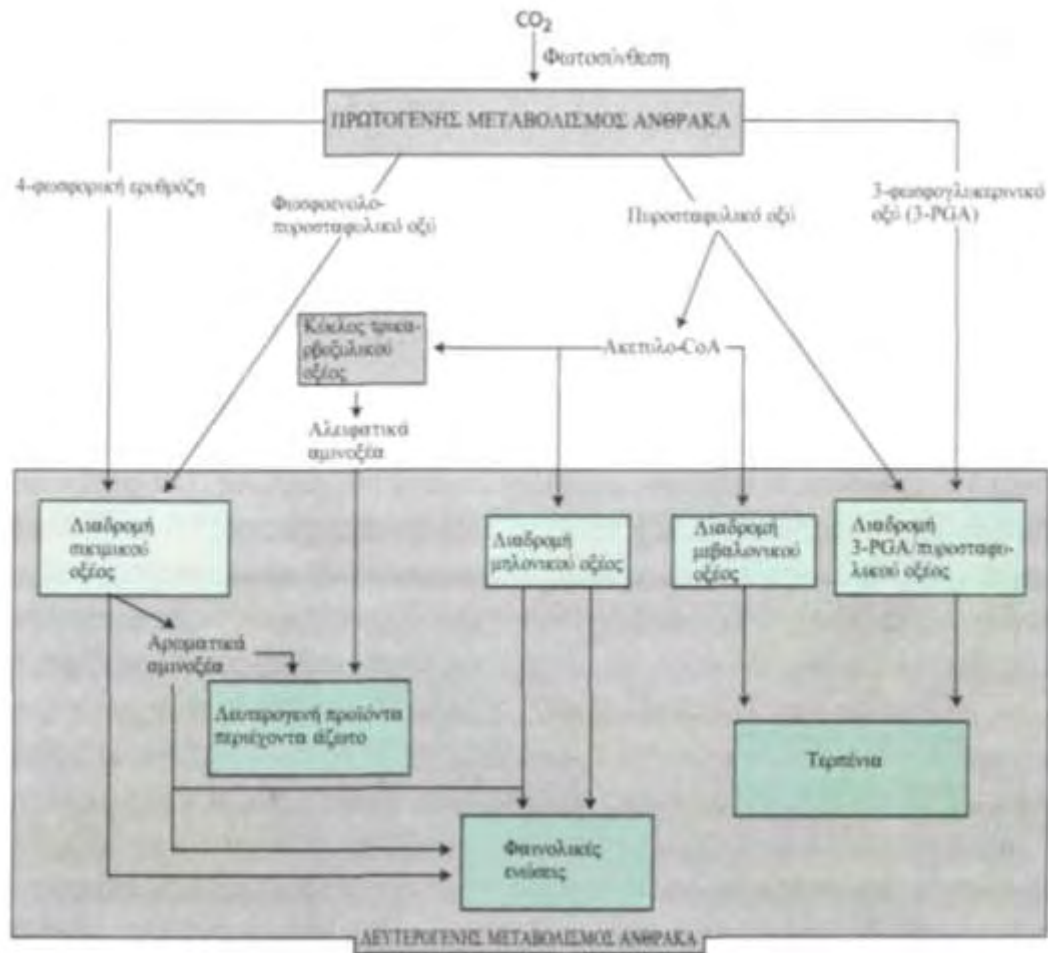 CO2
Φωτοσύνθεση
ΠΡΩΤΟΓΕΝΗΣ ΜΕΤΑΒΟΛΙΣΜΟΣ ΑΝΘΡΑΚΑ
4-φωσφορική ερυθρόζη
Φωσφοενολο-
πυροσταφυλικό οξύ
Πυροσταφυλικό οξύ
3-φωσφογλυκερινικό
οξύ (3-PGA)
Κύκλος τρικα-
ρβοξυλικού
οξέος
Ακετυλο-CoA
Αλειφατικά
αμινοξέα
Διαδρομή
σικιμικού
οξέος
Διαδρομή
μηλονικού οξέος
Διαδρομή
μεβαλονικού
οξέος
Διαδρομή
3-PGA/πυροσταφυ-
λικού οξέος
Αρωματικά
αμινοξέα
Δευτερογενή προϊόντα
περιέχοντα άζωτο
Τερπένια
Φαινολικές
ενώσεις
ΔΕΥΤΕΡΟΓΕΝΗΣ ΜΕΤΑΒΟΛΙΣΜΟΣ ΑΝΘΡΑΚΑ